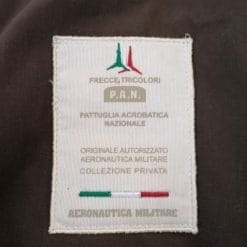 FRECCE TRICOLORI
P.A.N.
PATTUGLIA ACROBATICA
NAZIONALE
ORIGINALE AUTORIZZATO
AERONAUTICA MILITARE
COLLEZIONE PRIVATA
AERONAUTICA MILITARE